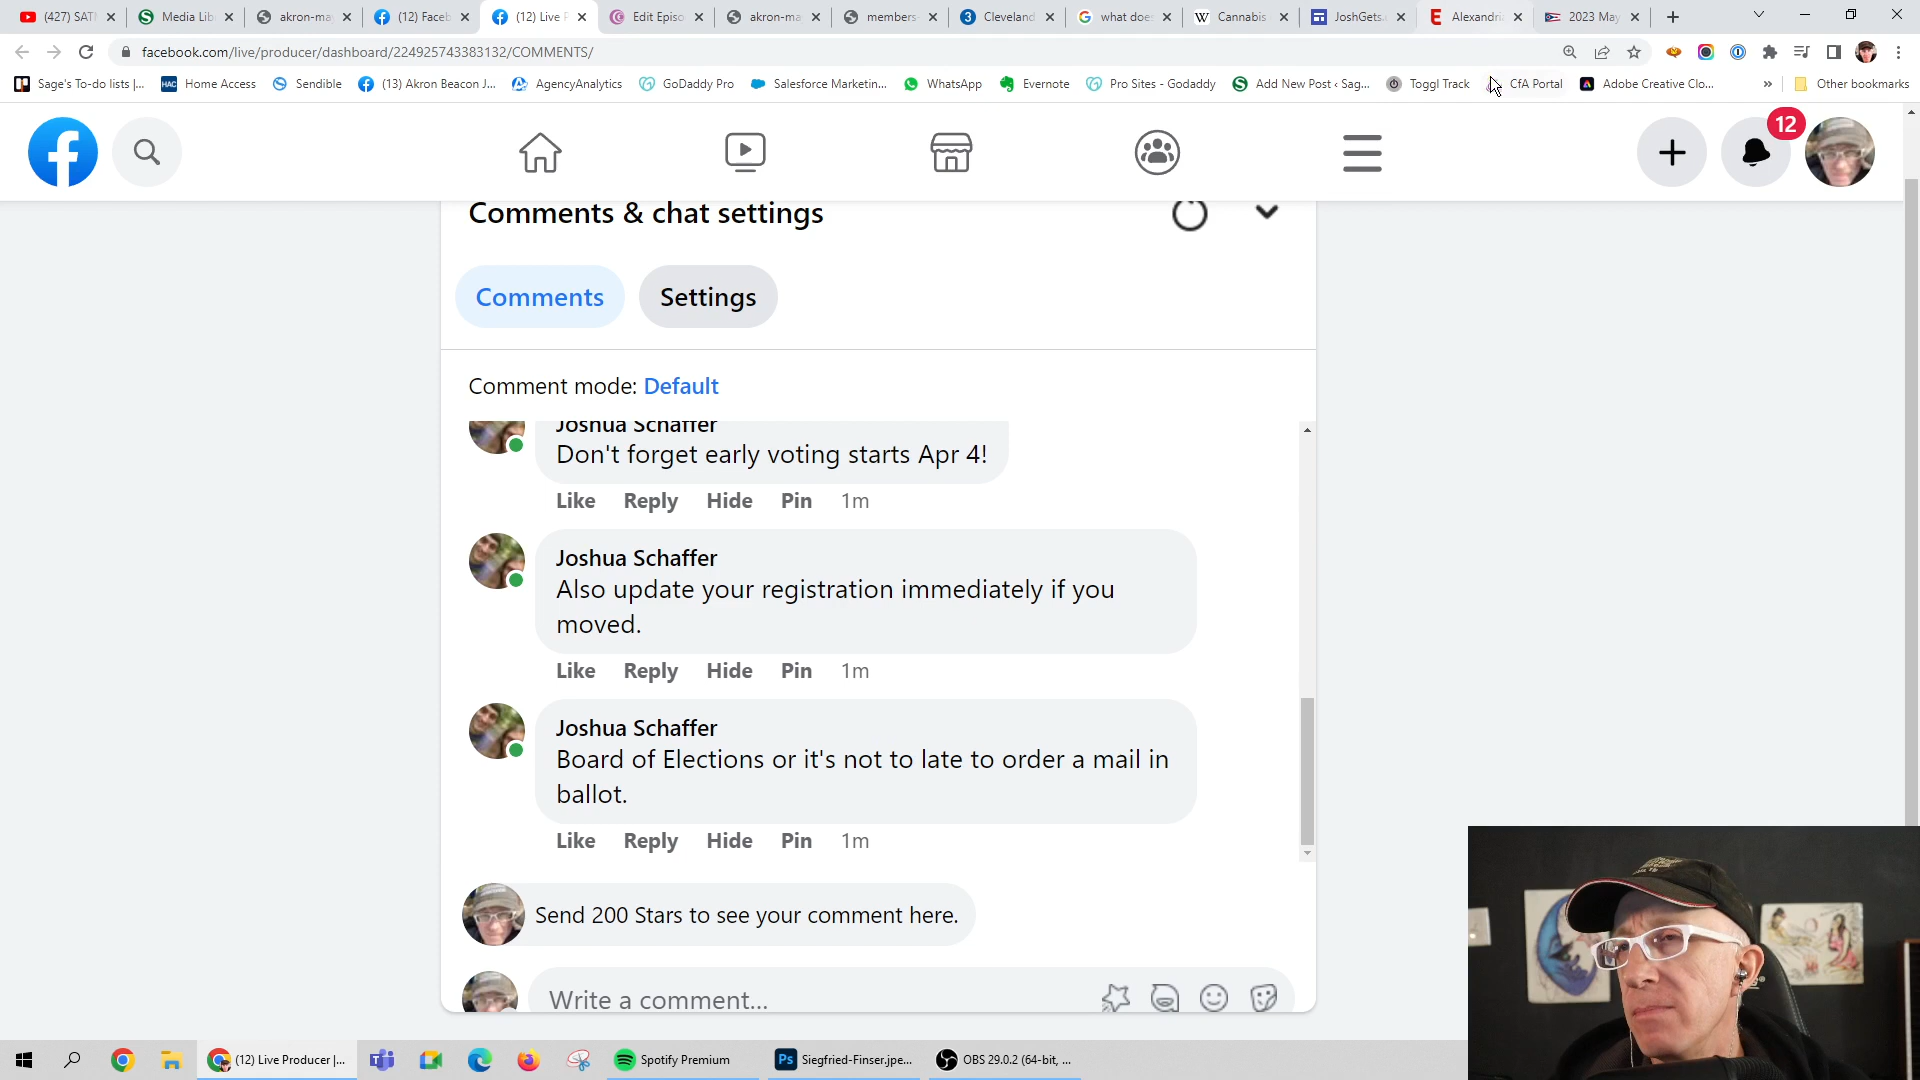 (427) SAT
Media Lib
akron-ma
(12) Faceb
(12) Live P
Edit Episo
akron-ma
members
Cleveland
what does
Cannabis
JoshGets.
Alexandri
2023 May
facebook.com/live/producer/dashboard/224925743383132/COMMENTS/
Sage's To-do lists |...
HAC
Home Access
Sendible
(13) Akron Beacon J...
AgencyAnalytics
GoDaddy Pro
Salesforce Marketin...
WhatsApp
Evernote
Pro Sites - Godaddy
Add New Post ‹ Sag...
Toggl Track
CfA Portal
Adobe Creative Clo...
»
Other bookmarks
12
Comments & chat settings
Comments
Settings
Comment mode: Default
Joshua Schaffer
Don't forget early voting starts Apr 4!
Like Reply Hide Pin 1m
Joshua Schaffer
Also update your registration immediately if you
moved.
Like Reply Hide Pin 1m
Joshua Schaffer
Board of Elections or it's not to late to order a mail in
ballot.
Like Reply Hide Pin 1m
Send 200 Stars to see your comment here.
Write a comment...
(12) Live Producer |...
Spotify Premium
Ps
Siegfried-Finser.jpe...
OBS 29.0.2 (64-bit, ...